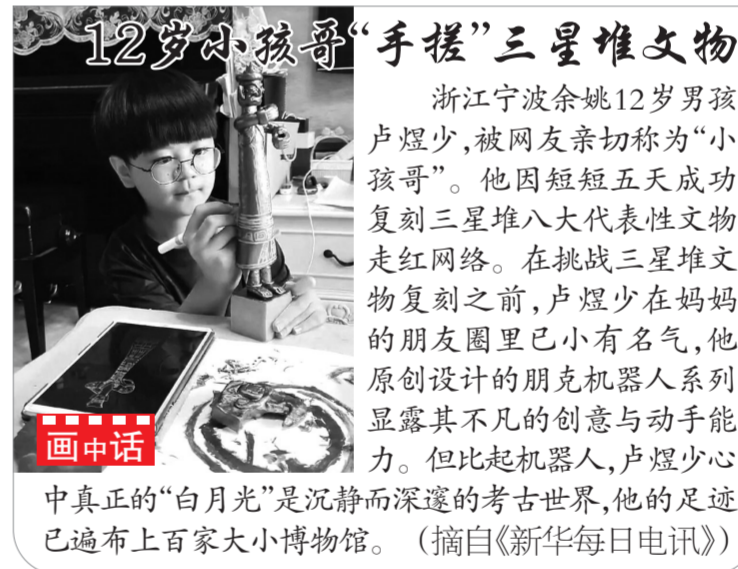 12岁小孩哥“手搓”三星堆文物
浙江宁波余姚12岁男孩
卢煜少,被网友亲切称为“小
孩哥”。他因短短五天成功
复刻三星堆八大代表性文物
走红网络。在挑战三星堆文
物复刻之前,卢煜少在妈妈
的朋友圈里已小有名气,他
原创设计的朋克机器人系列
显露其不凡的创意与动手能
力。但比起机器人,卢煜少心
中真正的“白月光”是沉静而深邃的考古世界,他的足迹
已遍布上百家大小博物馆。（摘自《新华每日电讯》）
画中话